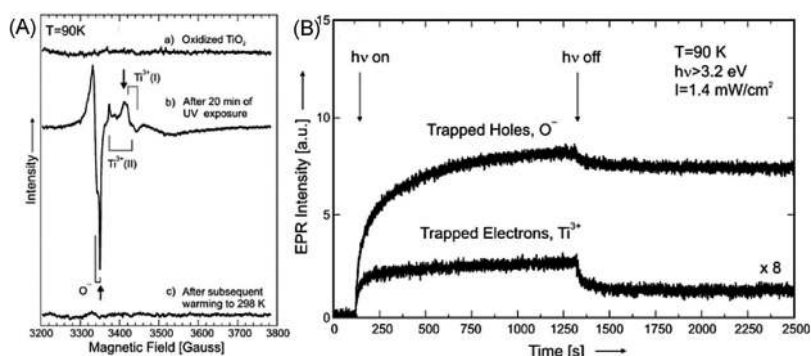 (A)
T=90K
a) Oxidized TiO₂
Ti³⁺(I)
b) After 20 min of
UV exposure
Ti³⁺(II)
O⁻
c) After subsequent
warming to 298 K
Intensity
3200 3300 3400 3500 3600 3700 3800
Magnetic Field [Gauss]
(B)
15
10
5
0
EPR Intensity [a.u.]
hν on
hν off
T=90 K
hν>3.2 eV
I=1.4 mW/cm²
Trapped Holes, O⁻
Trapped Electrons, Ti³⁺
x 8
0 250 500 750 1000 1250 1500 1750 2000 2250 2500
Time [s]